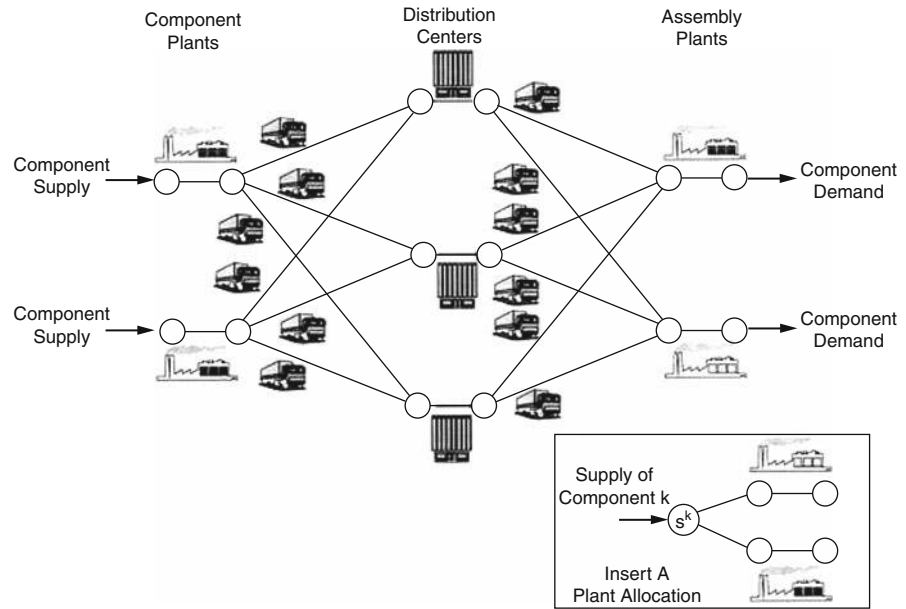 Component
Plants
Distribution
Centers
Assembly
Plants
Component
Supply
Component
Demand
Component
Supply
Component
Demand
Supply of
Component k
s^k
Insert A
Plant Allocation